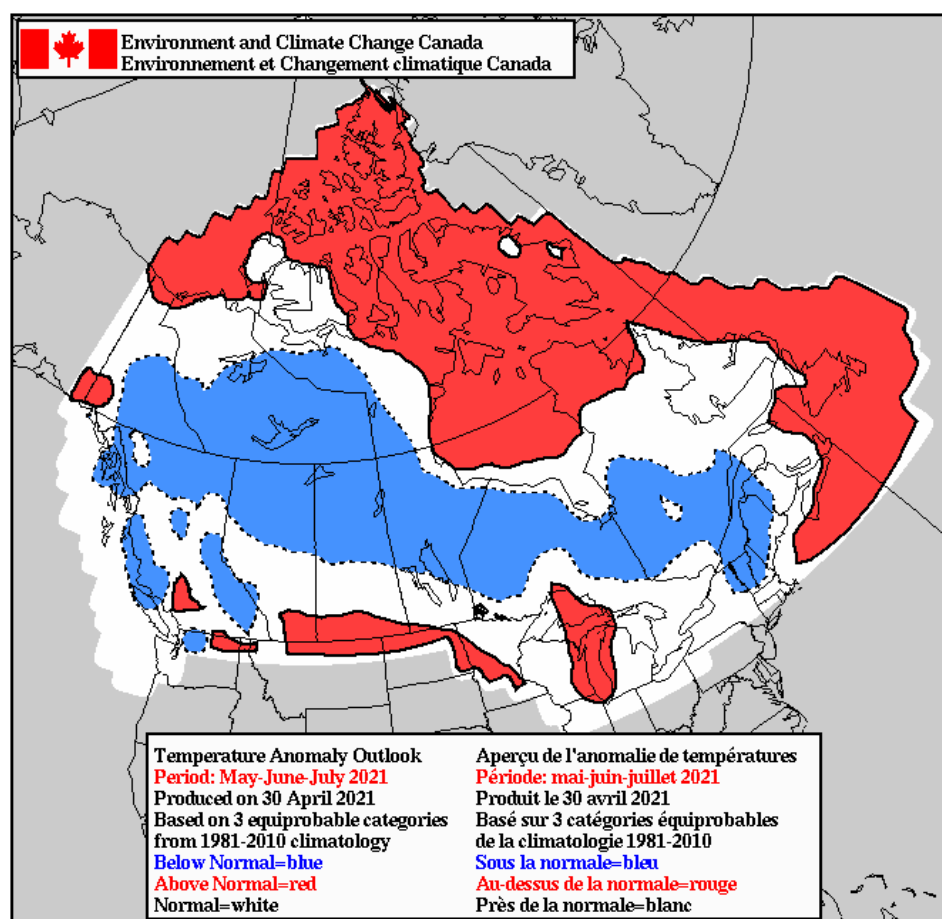 Environment and Climate Change Canada
Environnement et Changement climatique Canada
Temperature Anomaly Outlook
Period: May-June-July 2021
Produced on 30 April 2021
Based on 3 equiprobable categories
from 1981-2010 climatology
Below Normal=blue
Above Normal=red
Normal=white
Aperçu de l'anomalie de températures
Période: mai-juin-juillet 2021
Produit le 30 avril 2021
Basé sur 3 catégories équiprobables
de la climatologie 1981-2010
Sous la normale=bleu
Au-dessus de la normale=rouge
Près de la normale=blanc